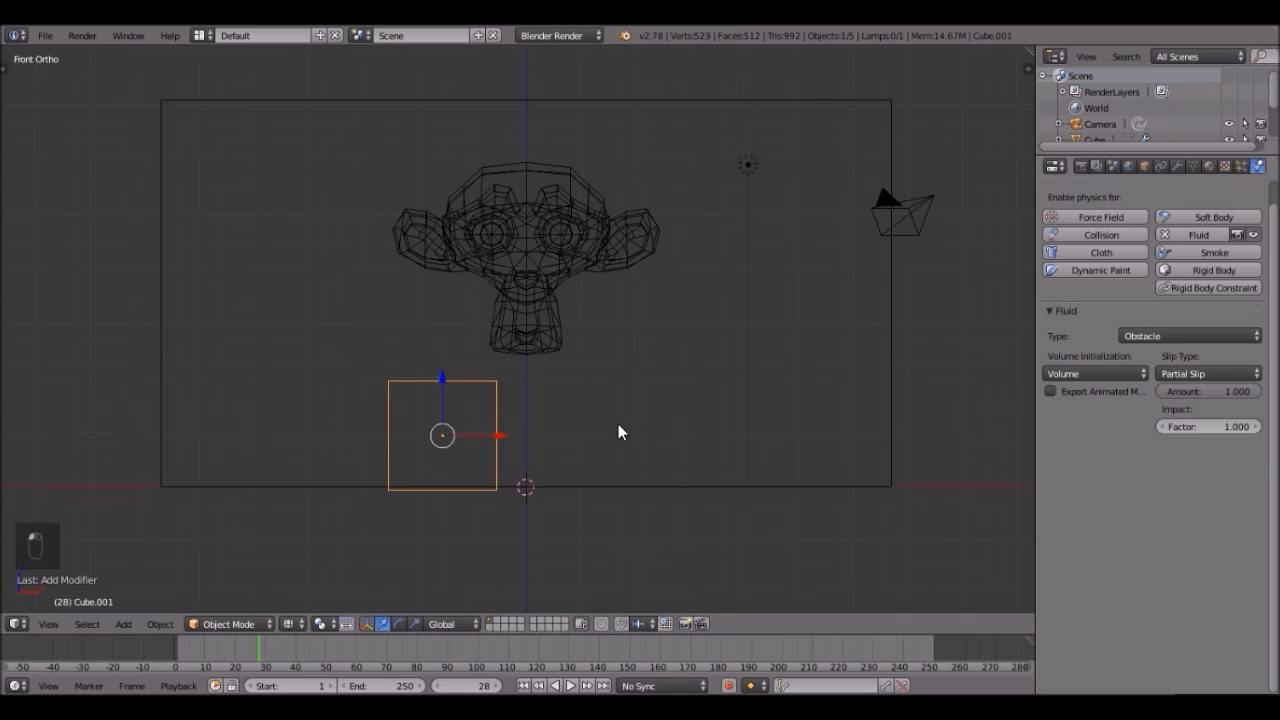 File Render Window Help Default Scene Blender Render v2.78 | Verts:523 | Faces:512 | Tris:992 | Objects:1/5 | Lamps:0/1 | Mem:14.67M | Cube.001
Front Ortho
View Search All Scenes
Scene
RenderLayers
World
Camera
Cube
Enable physics for:
Force Field Soft Body
Collision Fluid
Cloth Smoke
Dynamic Paint Rigid Body
Rigid Body Constraint
Fluid
Type: Obstacle
Volume Initialization: Slip Type:
Volume Partial Slip
Export Animated M... Amount: 1.000
Impact:
Factor: 1.000
Last: Add Modifier
(28) Cube.001
View Select Add Object Object Mode Global
-50 -40 -30 -20 -10 0 10 20 30 40 50 60 70 80 90 100 110 120 130 140 150 160 170 180 190 200 210 220 230 240 250 260 270 280
View Marker Frame Playback Start: 1 End: 250 28 No Sync